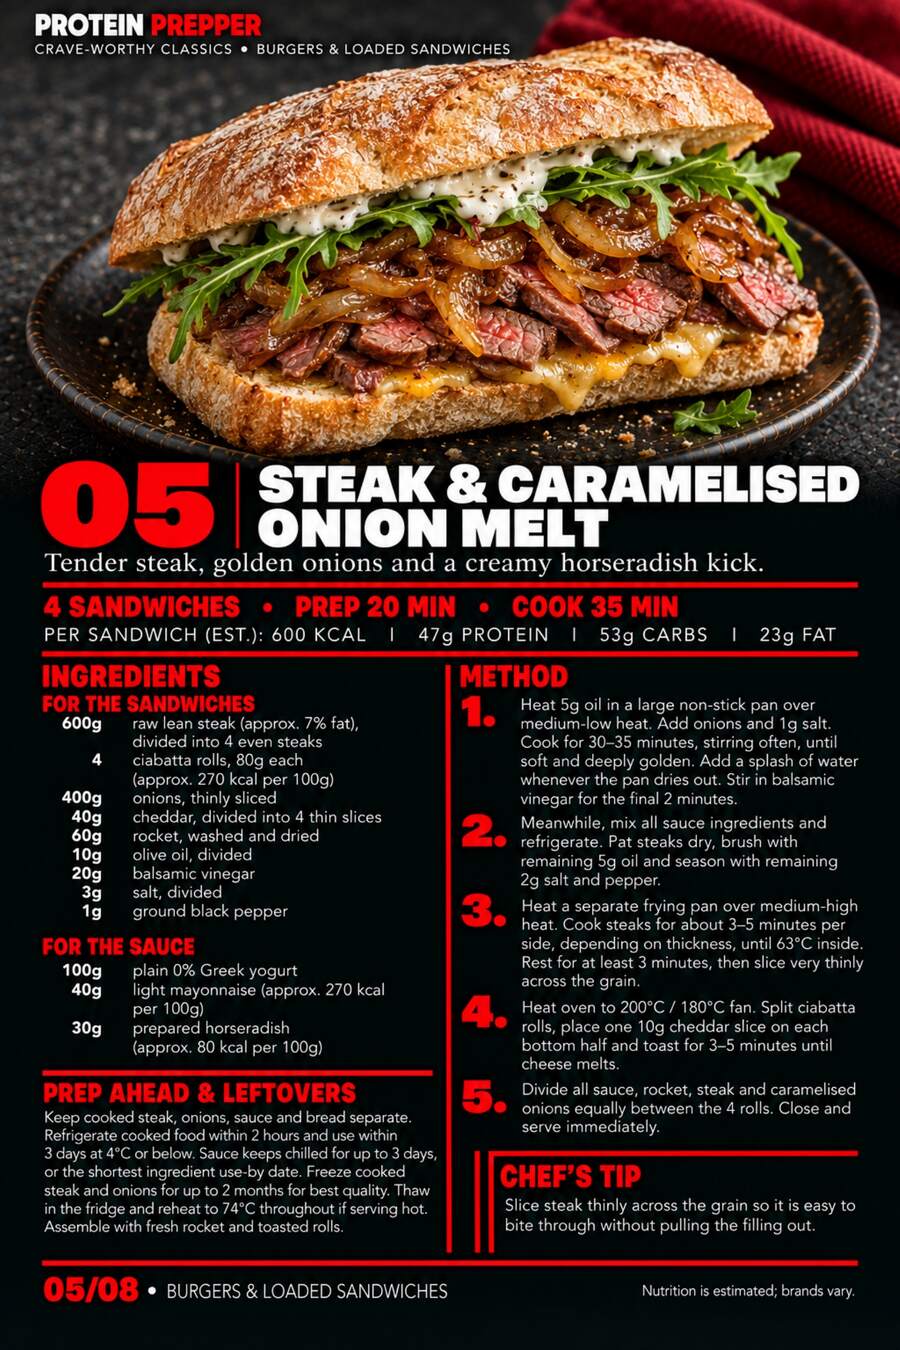 PROTEIN PREPPER
CRAVE-WORTHY CLASSICS • BURGERS & LOADED SANDWICHES
05
STEAK & CARAMELISED
ONION MELT
Tender steak, golden onions and a creamy horseradish kick.
4 SANDWICHES • PREP 20 MIN • COOK 35 MIN
PER SANDWICH (EST.): 600 KCAL | 47g PROTEIN | 53g CARBS | 23g FAT
INGREDIENTS
FOR THE SANDWICHES
600g raw lean steak (approx. 7% fat),
divided into 4 even steaks
4 ciabatta rolls, 80g each
(approx. 270 kcal per 100g)
400g onions, thinly sliced
40g cheddar, divided into 4 thin slices
60g rocket, washed and dried
10g olive oil, divided
20g balsamic vinegar
3g salt, divided
1g ground black pepper
FOR THE SAUCE
100g plain 0% Greek yogurt
40g light mayonnaise (approx. 270 kcal
per 100g)
30g prepared horseradish
(approx. 80 kcal per 100g)
PREP AHEAD & LEFTOVERS
Keep cooked steak, onions, sauce and bread separate.
Refrigerate cooked food within 2 hours and use within
3 days at 4°C or below. Sauce keeps chilled for up to 3 days,
or the shortest ingredient use-by date. Freeze cooked
steak and onions for up to 2 months for best quality. Thaw
in the fridge and reheat to 74°C throughout if serving hot.
Assemble with fresh rocket and toasted rolls.
METHOD
1. Heat 5g oil in a large non-stick pan over
medium-low heat. Add onions and 1g salt.
Cook for 30–35 minutes, stirring often, until
soft and deeply golden. Add a splash of water
whenever the pan dries out. Stir in balsamic
vinegar for the final 2 minutes.
2. Meanwhile, mix all sauce ingredients and
refrigerate. Pat steaks dry, brush with
remaining 5g oil and season with remaining
2g salt and pepper.
3. Heat a separate frying pan over medium-high
heat. Cook steaks for about 3–5 minutes per
side, depending on thickness, until 63°C inside.
Rest for at least 3 minutes, then slice very thinly
across the grain.
4. Heat oven to 200°C / 180°C fan. Split ciabatta
rolls, place one 10g cheddar slice on each
bottom half and toast for 3–5 minutes until
cheese melts.
5. Divide all sauce, rocket, steak and caramelised
onions equally between the 4 rolls. Close and
serve immediately.
CHEF'S TIP
Slice steak thinly across the grain so it is easy to
bite through without pulling the filling out.
05/08 • BURGERS & LOADED SANDWICHES
Nutrition is estimated; brands vary.